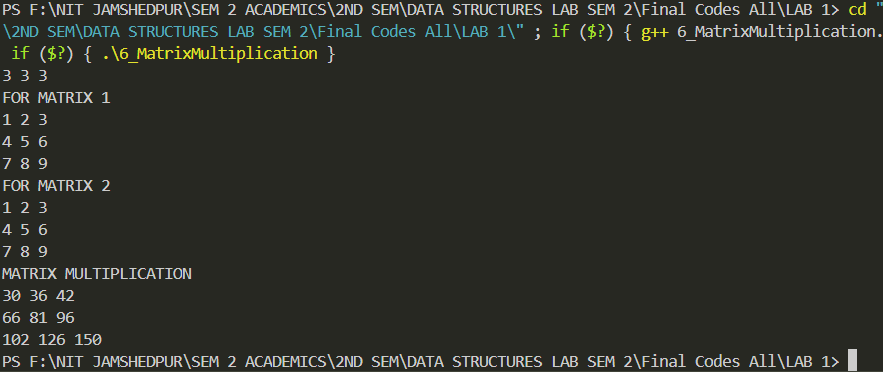 PS F:\NIT JAMSHEDPUR\SEM 2 ACADEMICS\2ND SEM\DATA STRUCTURES LAB SEM 2\Final Codes All\LAB 1> cd "
\2ND SEM\DATA STRUCTURES LAB SEM 2\Final Codes All\LAB 1\" ; if ($?) { g++ 6_MatrixMultiplication.
if ($?) { .\6_MatrixMultiplication }
3 3 3
FOR MATRIX 1
1 2 3
4 5 6
7 8 9
FOR MATRIX 2
1 2 3
4 5 6
7 8 9
MATRIX MULTIPLICATION
30 36 42
66 81 96
102 126 150
PS F:\NIT JAMSHEDPUR\SEM 2 ACADEMICS\2ND SEM\DATA STRUCTURES LAB SEM 2\Final Codes All\LAB 1>